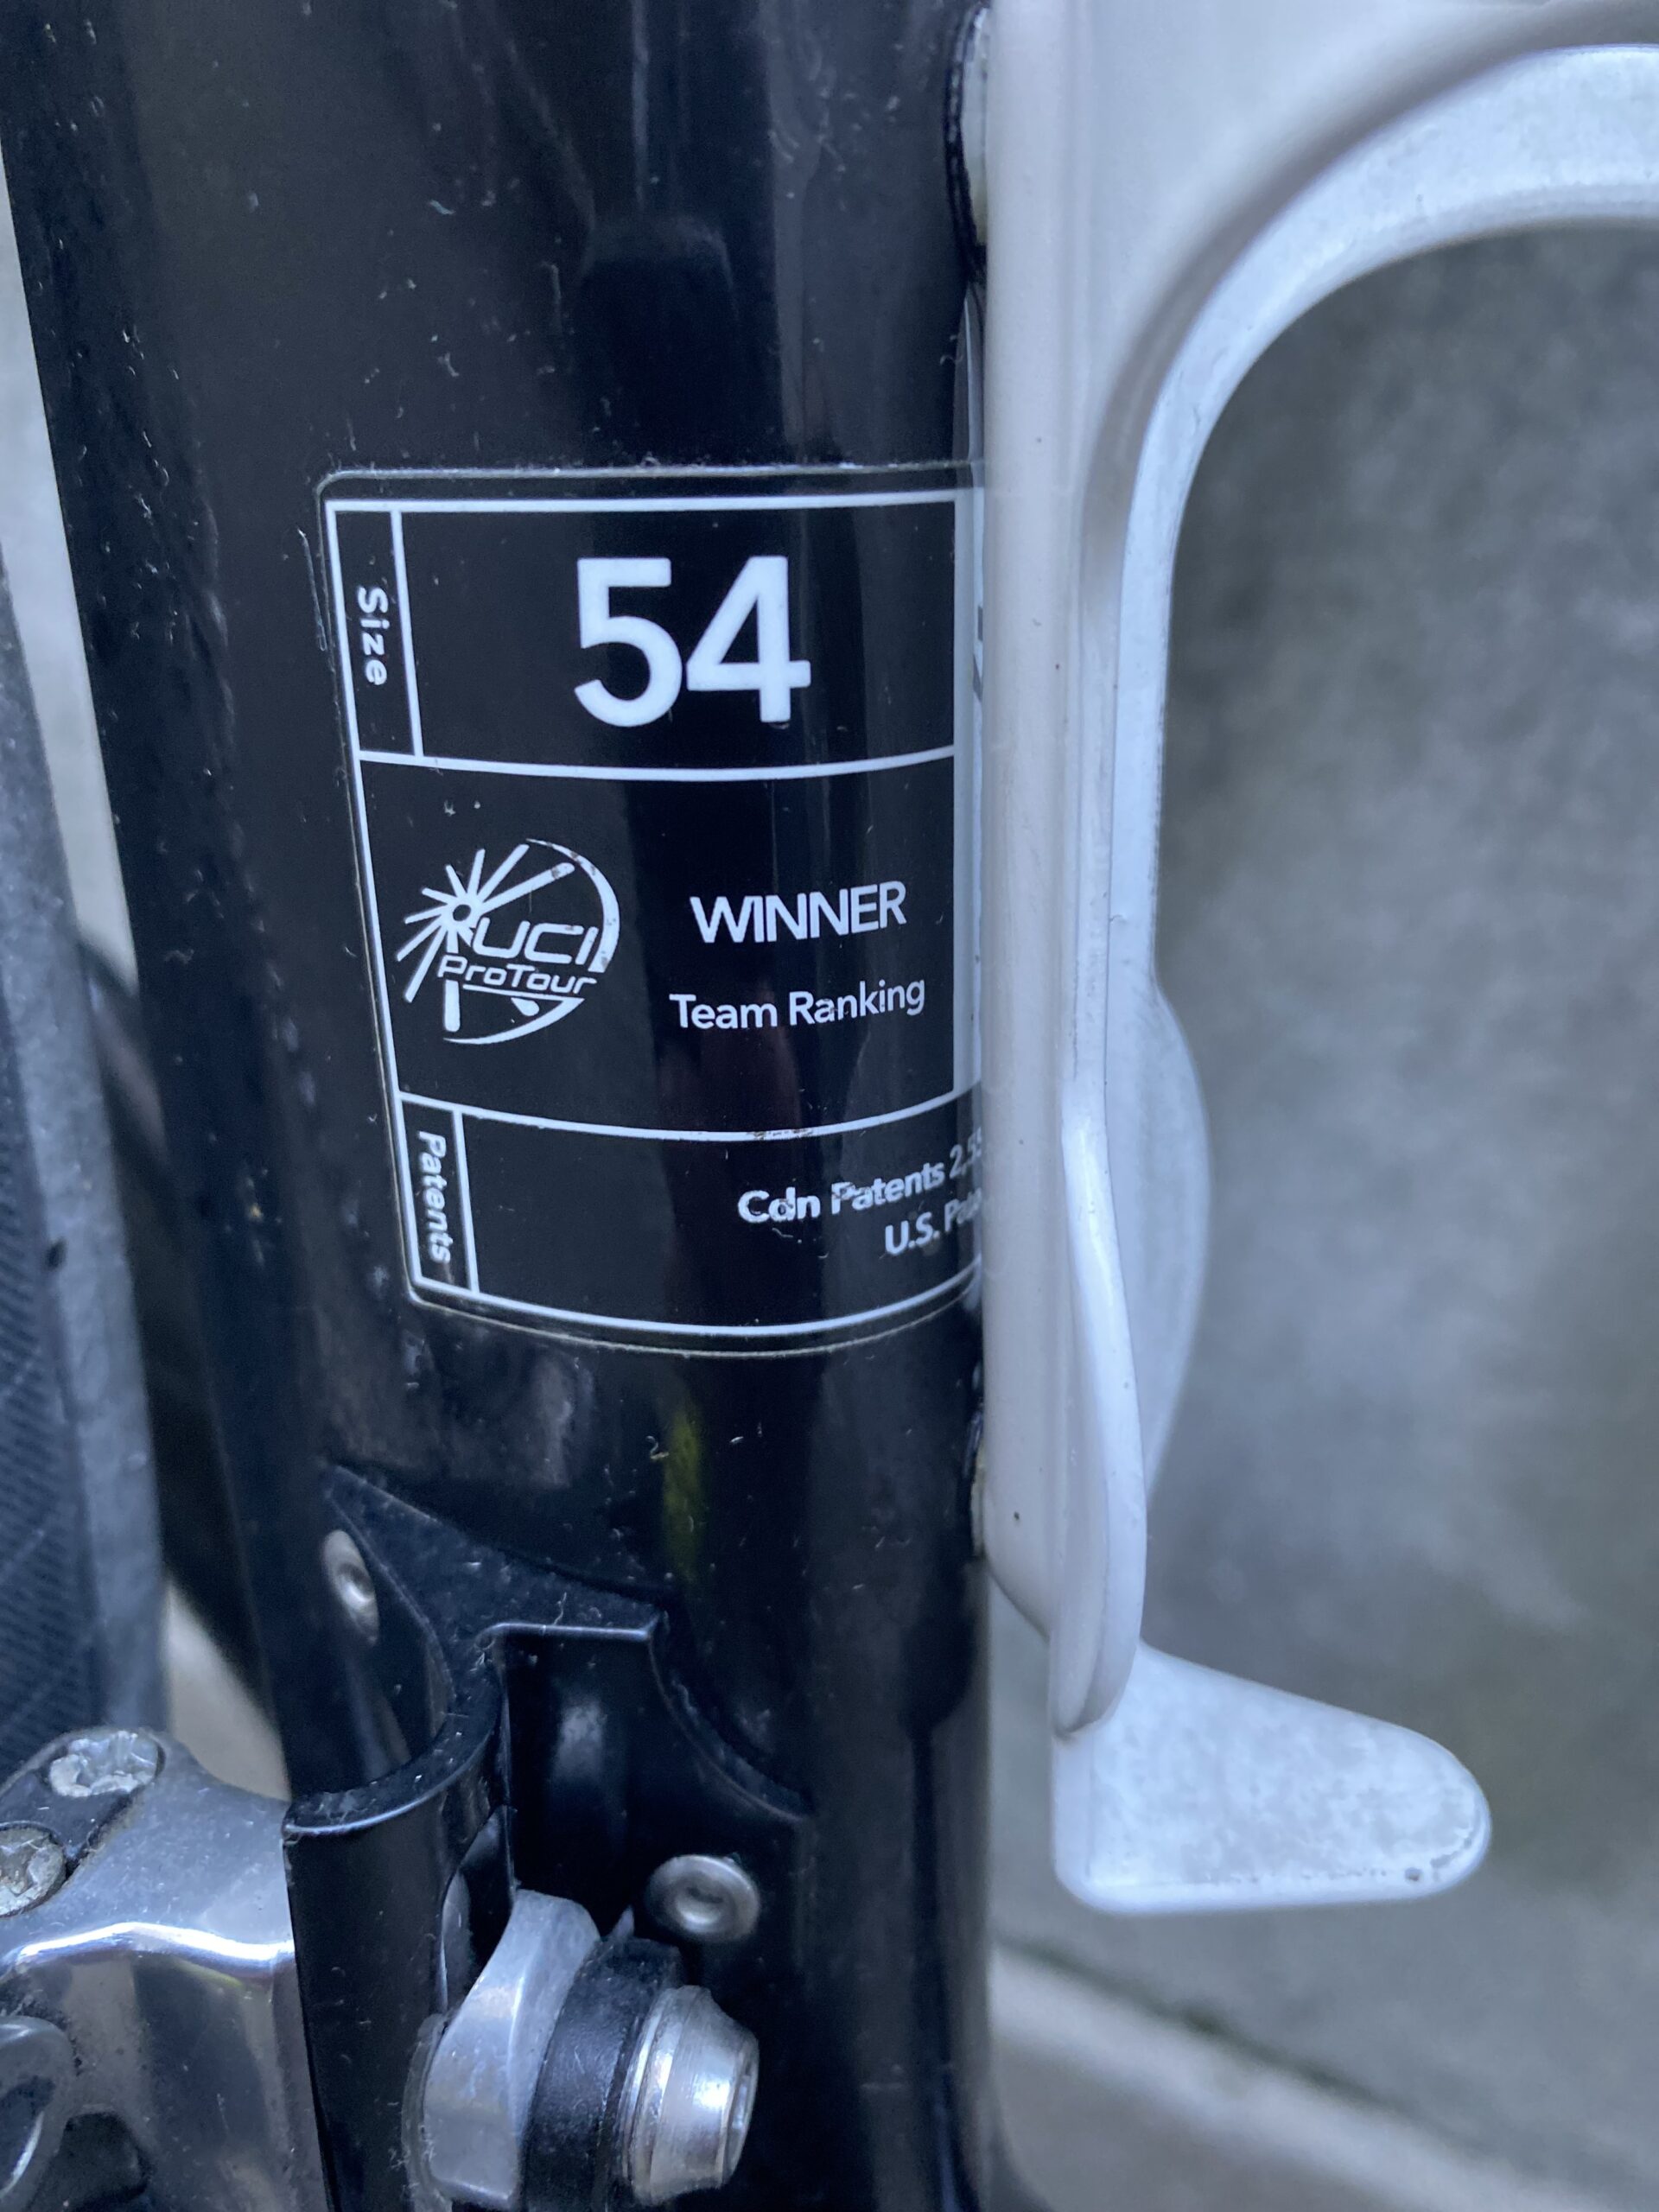 Size
54
UCI
ProTour
WINNER
Team Ranking
Patents
Cdn Patents
U.S.